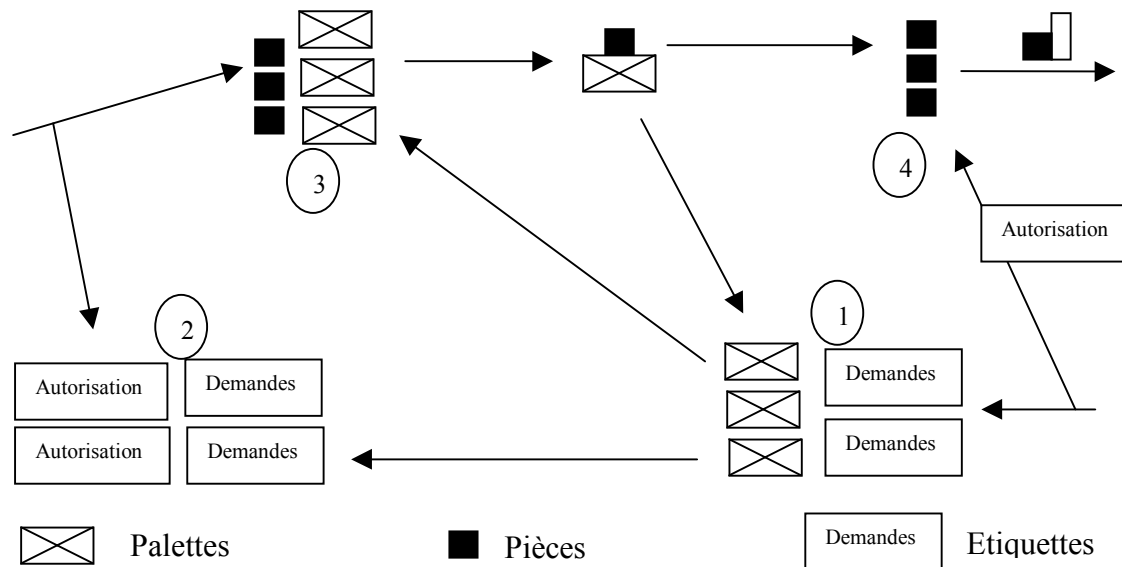 3
4
Autorisation
2
1
Autorisation
Demandes
Demandes
Autorisation
Demandes
Demandes
Palettes
Pièces
Demandes
Etiquettes